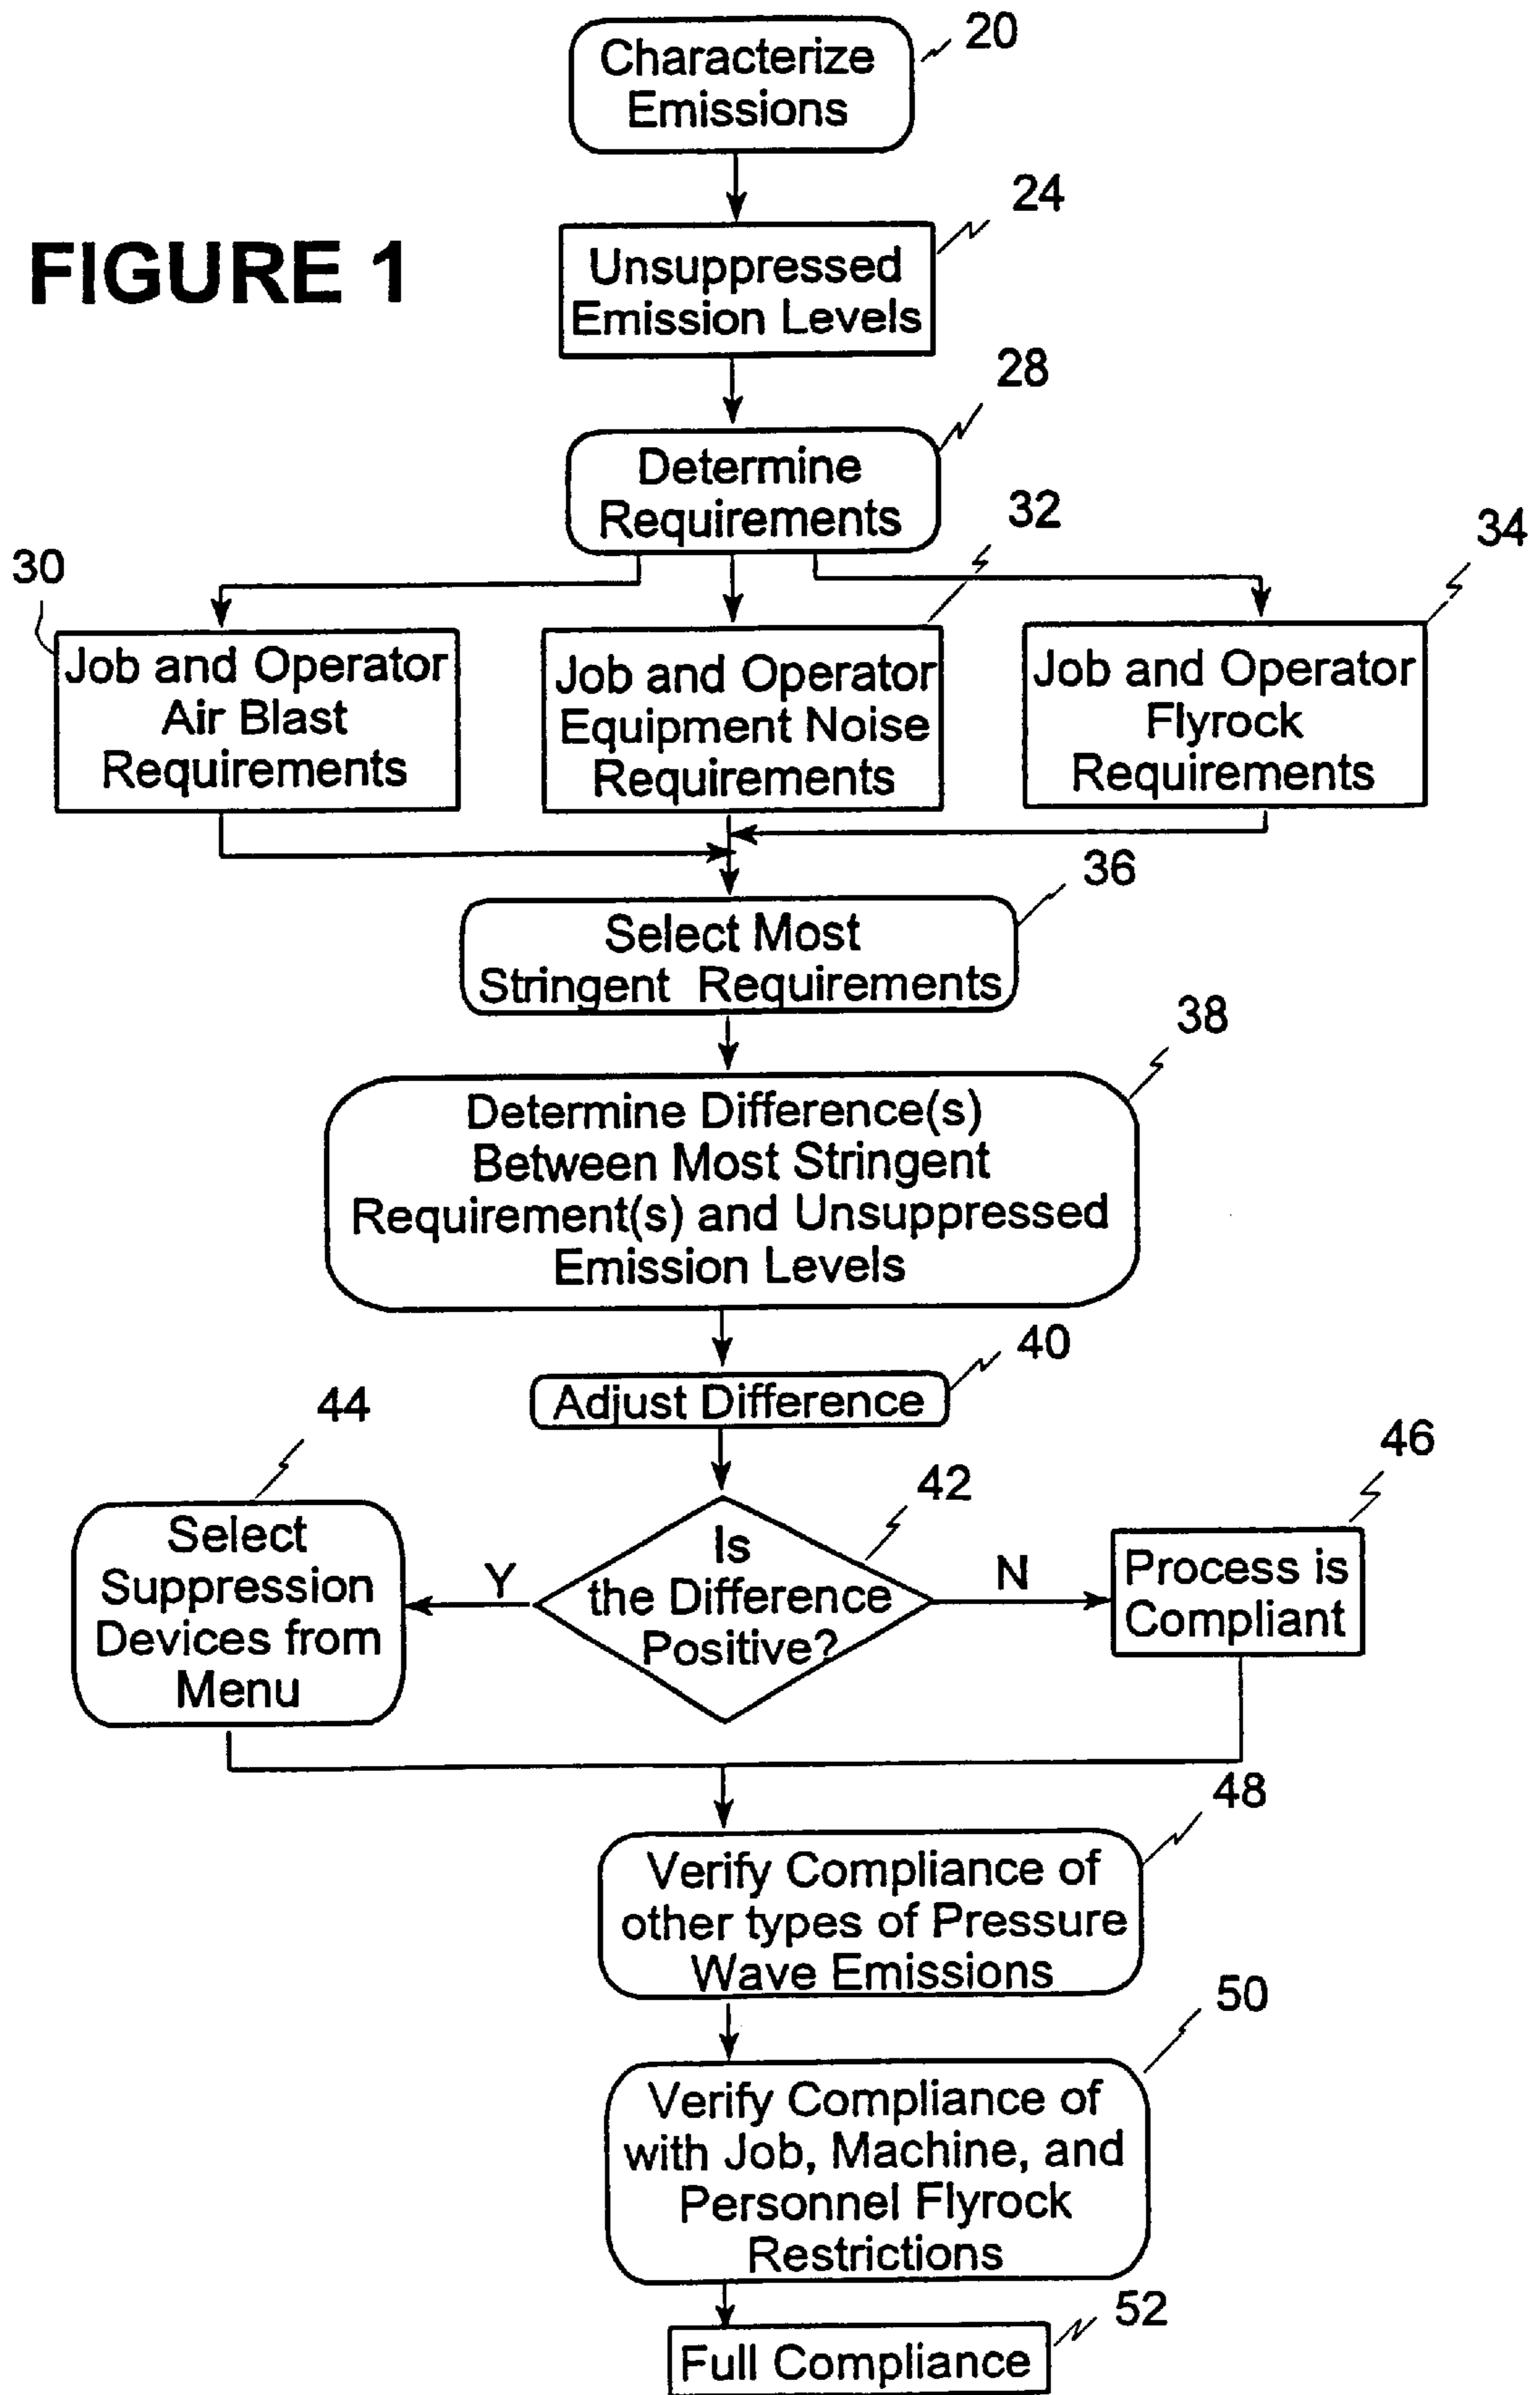 20
Characterize
Emissions
24
FIGURE 1
Unsuppressed
Emission Levels
28
Determine
Requirements
32
34
30
Job and Operator
Air Blast
Requirements
Job and Operator
Equipment Noise
Requirements
Job and Operator
Flyrock
Requirements
36
Select Most
Stringent Requirements
38
Determine Difference(s)
Between Most Stringent
Requirement(s) and Unsuppressed
Emission Levels
40
Adjust Difference
44
42
46
Select
Suppression
Devices from
Menu
Y
Is
the Difference
Positive?
N
Process is
Compliant
48
Verify Compliance of
other types of Pressure
Wave Emissions
50
Verify Compliance of
with Job, Machine, and
Personnel Flyrock
Restrictions
52
Full Compliance